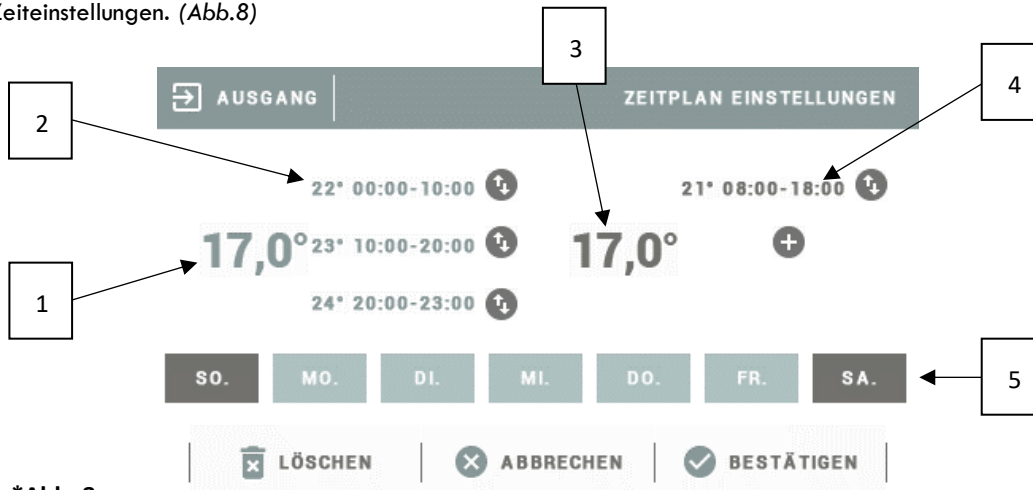 Zeiteinstellungen. (Abb.8)
3
4
2
AUSGANG
ZEITPLAN EINSTELLUNGEN
22° 00:00-10:00
21° 08:00-18:00
17,0°
23° 10:00-20:00
17,0°
24° 20:00-23:00
1
SO.
MO.
DI.
MI.
DO.
FR.
SA.
5
LÖSCHEN
ABBRECHEN
BESTÄTIGEN